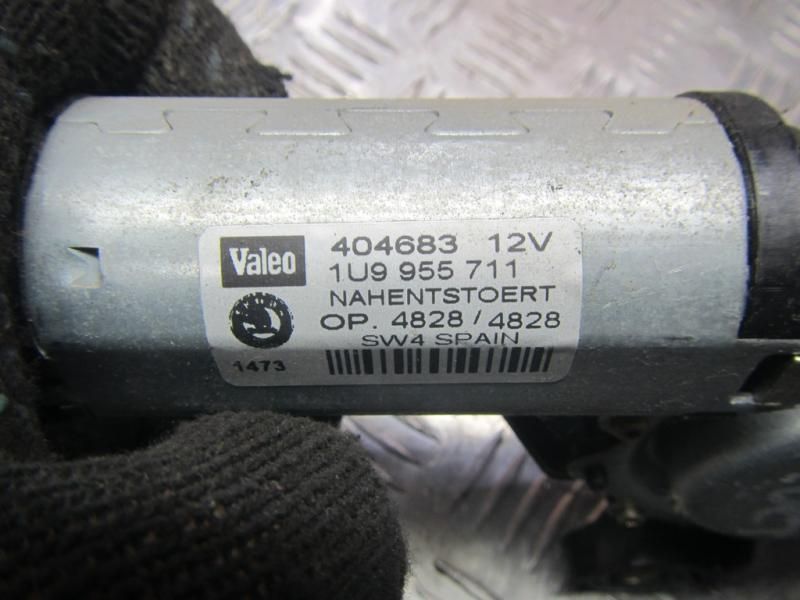 Valeo 404683 12V
1U9 955 711
NAHENTSTOERT
OP. 4828 / 4828
SW4 SPAIN
1473